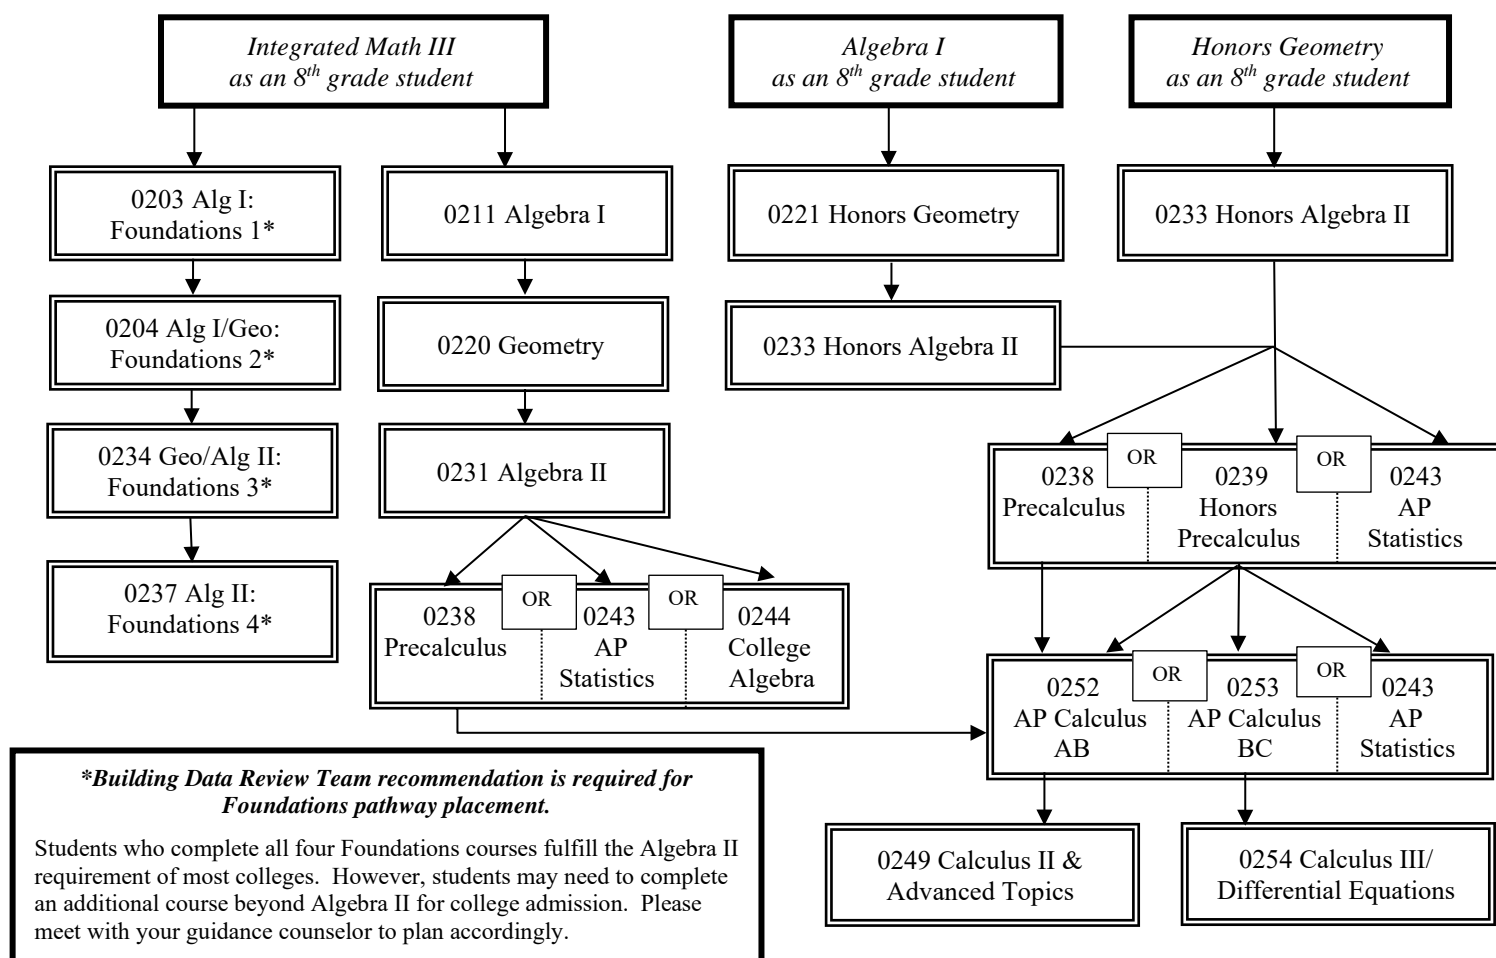 Integrated Math III
as an 8th grade student
Algebra I
as an 8th grade student
Honors Geometry
as an 8th grade student
0203 Alg I:
Foundations 1*
0211 Algebra I
0221 Honors Geometry
0233 Honors Algebra II
0204 Alg I/Geo:
Foundations 2*
0220 Geometry
0233 Honors Algebra II
0234 Geo/Alg II:
Foundations 3*
0231 Algebra II
0238
Precalculus
OR
0239
Honors
Precalculus
OR
0243
AP
Statistics
0237 Alg II:
Foundations 4*
0238
Precalculus
OR
0243
AP
Statistics
OR
0244
College
Algebra
0252
AP Calculus
AB
OR
0253
AP Calculus
BC
OR
0243
AP
Statistics
*Building Data Review Team recommendation is required for
Foundations pathway placement.
Students who complete all four Foundations courses fulfill the Algebra II
requirement of most colleges.  However, students may need to complete
an additional course beyond Algebra II for college admission.  Please
meet with your guidance counselor to plan accordingly.
0249 Calculus II &
Advanced Topics
0254 Calculus III/
Differential Equations